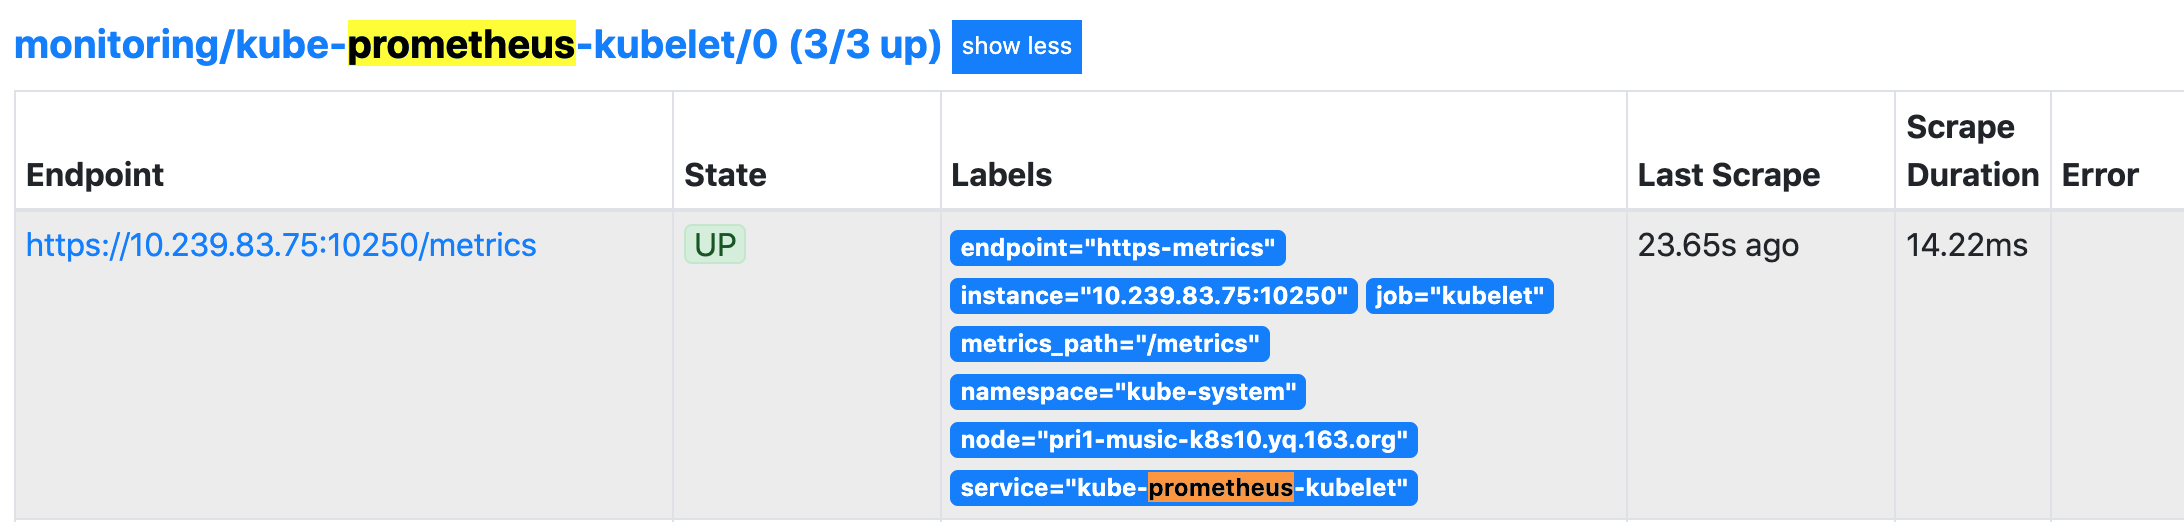 monitoring/kube-prometheus-kubelet/0 (3/3 up) show less
Endpoint State Labels Last Scrape Scrape Duration Error
https://10.239.83.75:10250/metrics UP endpoint="https-metrics" 23.65s ago 14.22ms
instance="10.239.83.75:10250" job="kubelet"
metrics_path="/metrics"
namespace="kube-system"
node="pri1-music-k8s10.yq.163.org"
service="kube-prometheus-kubelet"